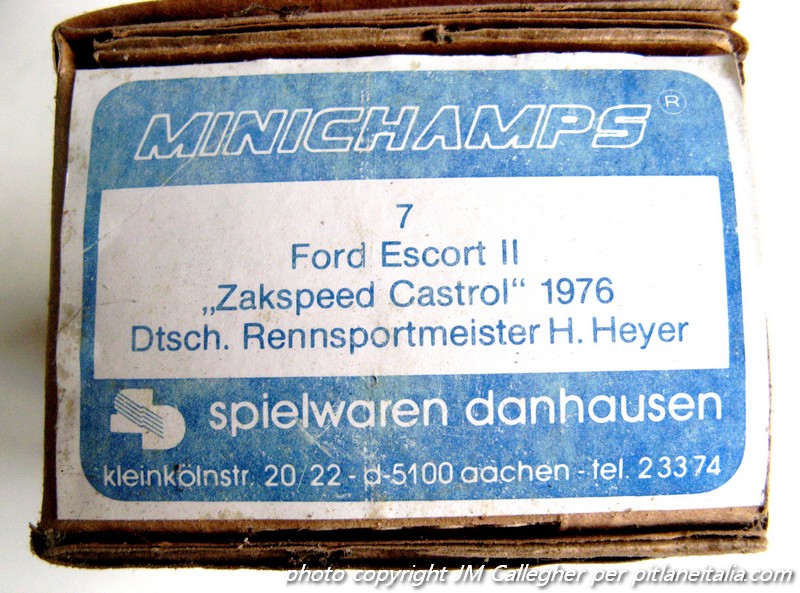 MINICHAMPS ®
7
Ford Escort II
„Zakspeed Castrol“ 1976
Dtsch. Rennsportmeister H. Heyer
spielwaren danhausen
kleinkölnstr. 20/22 - d-5100 aachen - tel. 23374
photo copyright JM Callegher per pitlaneitalia.com